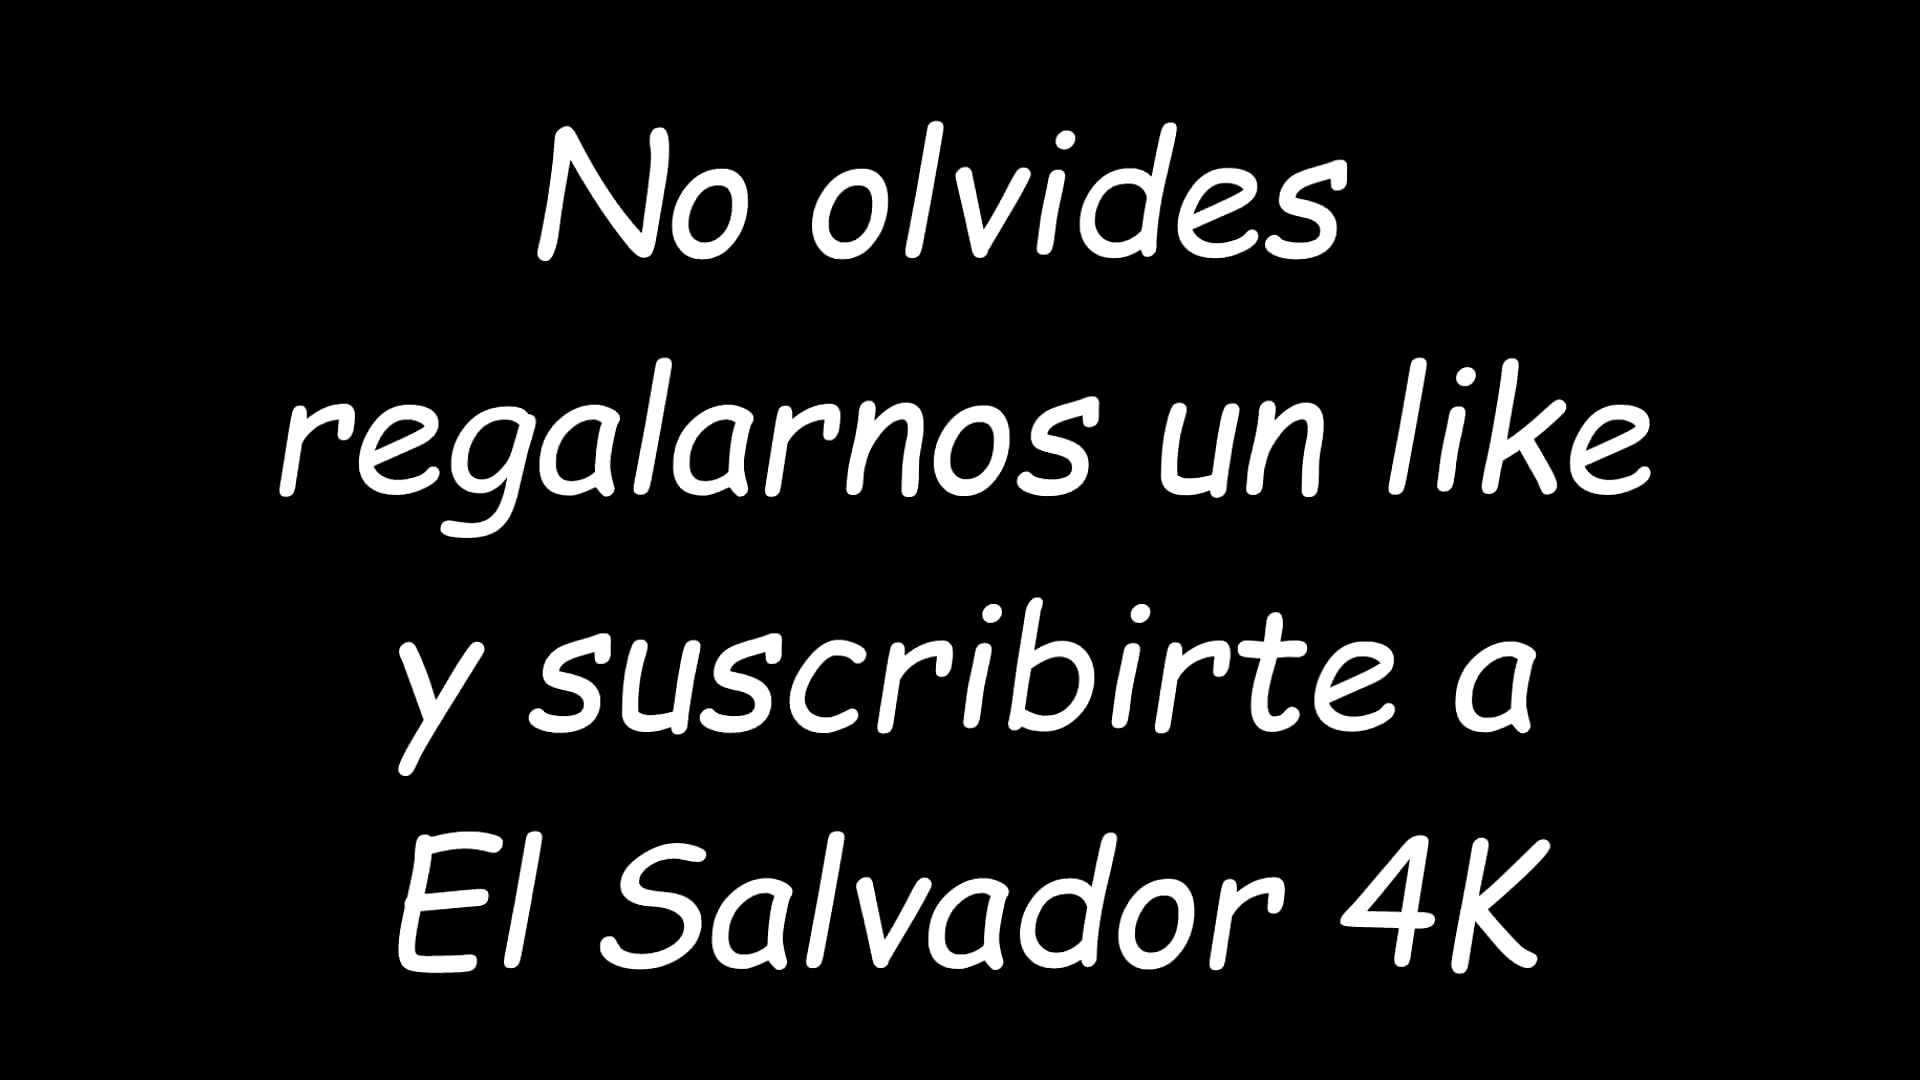 No olvides
regalarnos un like
y suscribirte a
El Salvador 4K